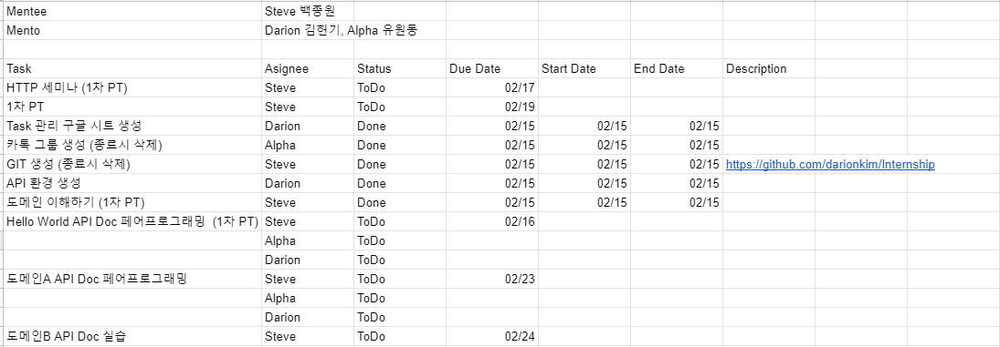 Mentee Steve 백종원
Mento Darion 김헌기, Alpha 유원동
Task Asignee Status Due Date Start Date End Date Description
HTTP 세미나 (1차 PT) Steve ToDo 02/17
1차 PT Steve ToDo 02/19
Task 관리 구글 시트 생성 Darion Done 02/15 02/15 02/15
카톡 그룹 생성 (종료시 삭제) Alpha Done 02/15 02/15 02/15
GIT 생성 (종료시 삭제) Steve Done 02/15 02/15 02/15 https://github.com/darionkim/Internship
API 환경 생성 Darion Done 02/15 02/15 02/15
도메인 이해하기 (1차 PT) Steve Done 02/15 02/15 02/15
Hello World API Doc 페어프로그래밍 (1차 PT) Steve ToDo 02/16
Alpha ToDo
Darion ToDo
도메인A API Doc 페어프로그래밍 Steve ToDo 02/23
Alpha ToDo
Darion ToDo
도메인B API Doc 실습 Steve ToDo 02/24